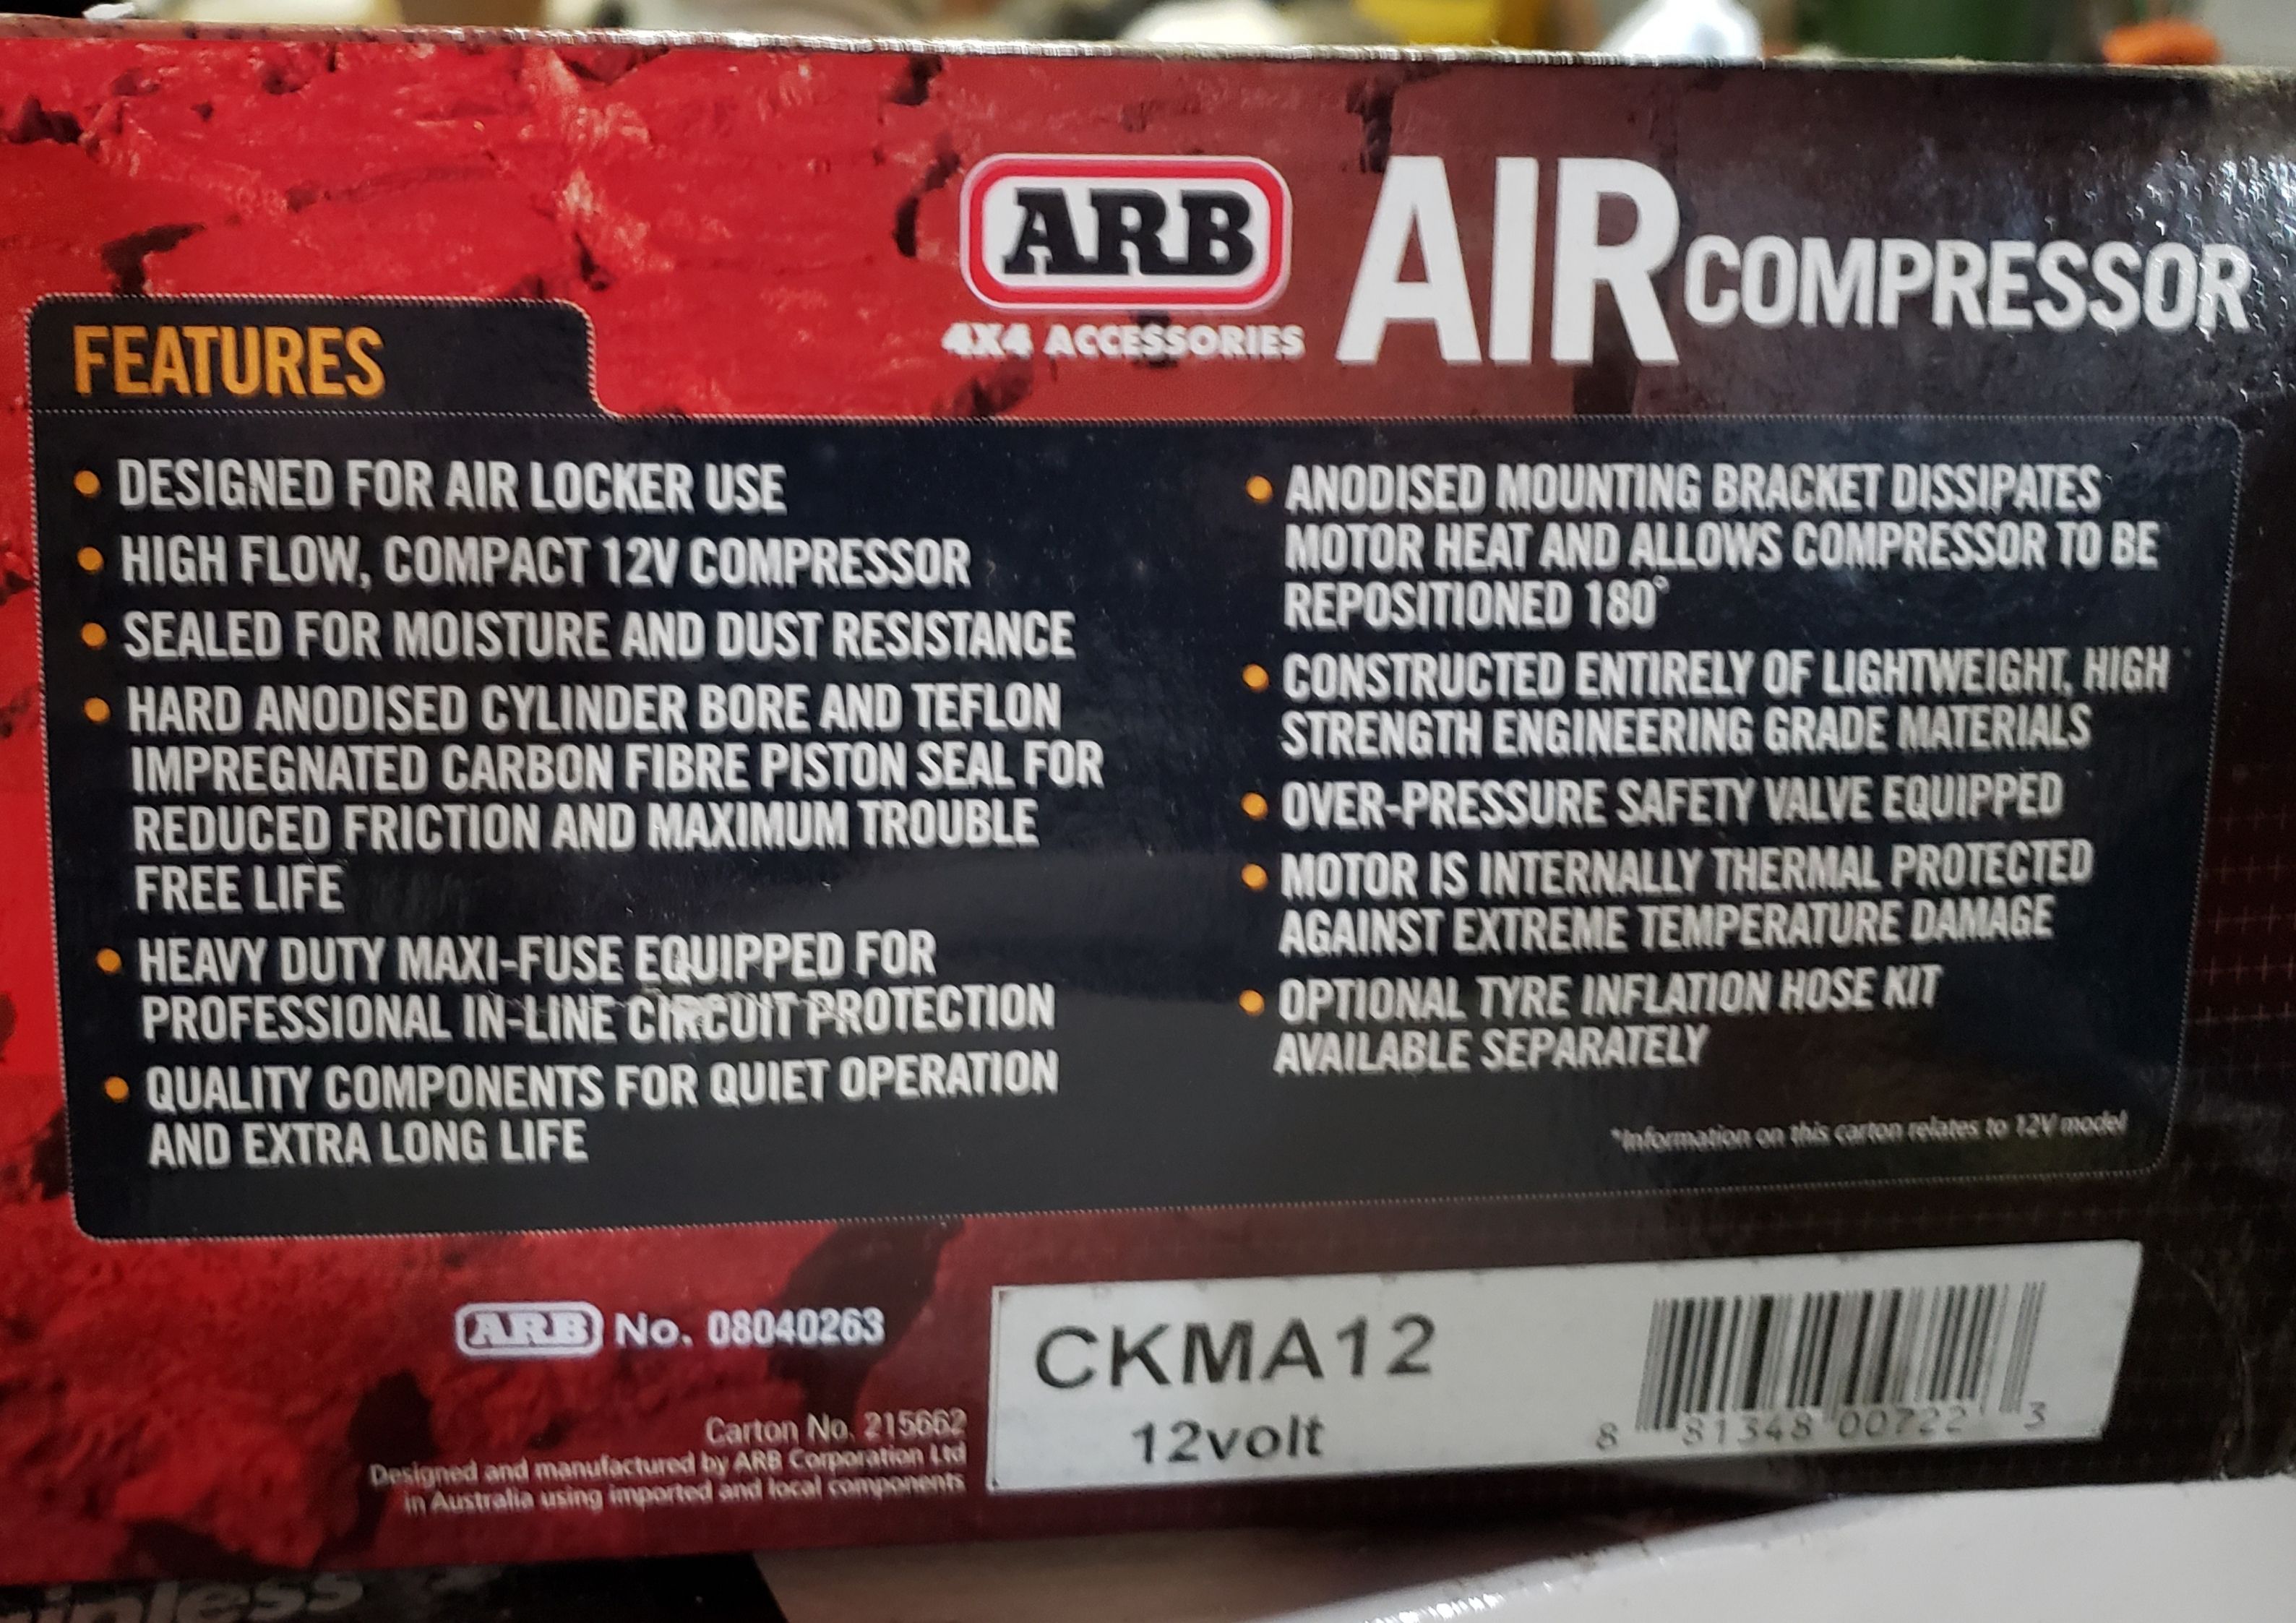 ARB
4X4 ACCESSORIES
AIR COMPRESSOR
FEATURES
• DESIGNED FOR AIR LOCKER USE
• HIGH FLOW, COMPACT 12V COMPRESSOR
• SEALED FOR MOISTURE AND DUST RESISTANCE
• HARD ANODISED CYLINDER BORE AND TEFLON
IMPREGNATED CARBON FIBRE PISTON SEAL FOR
REDUCED FRICTION AND MAXIMUM TROUBLE
FREE LIFE
• HEAVY DUTY MAXI-FUSE EQUIPPED FOR
PROFESSIONAL IN-LINE CIRCUIT PROTECTION
• QUALITY COMPONENTS FOR QUIET OPERATION
AND EXTRA LONG LIFE
• ANODISED MOUNTING BRACKET DISSIPATES
MOTOR HEAT AND ALLOWS COMPRESSOR TO BE
REPOSITIONED 180°
• CONSTRUCTED ENTIRELY OF LIGHTWEIGHT, HIGH
STRENGTH ENGINEERING GRADE MATERIALS
• OVER-PRESSURE SAFETY VALVE EQUIPPED
• MOTOR IS INTERNALLY THERMAL PROTECTED
AGAINST EXTREME TEMPERATURE DAMAGE
• OPTIONAL TYRE INFLATION HOSE KIT
AVAILABLE SEPARATELY
*Information on this carton relates to 12V model
ARB No. 08040263
Carton No. 215662
Designed and manufactured by ARB Corporation Ltd
in Australia using imported and local components
CKMA12
12volt
8 81348 00722 3